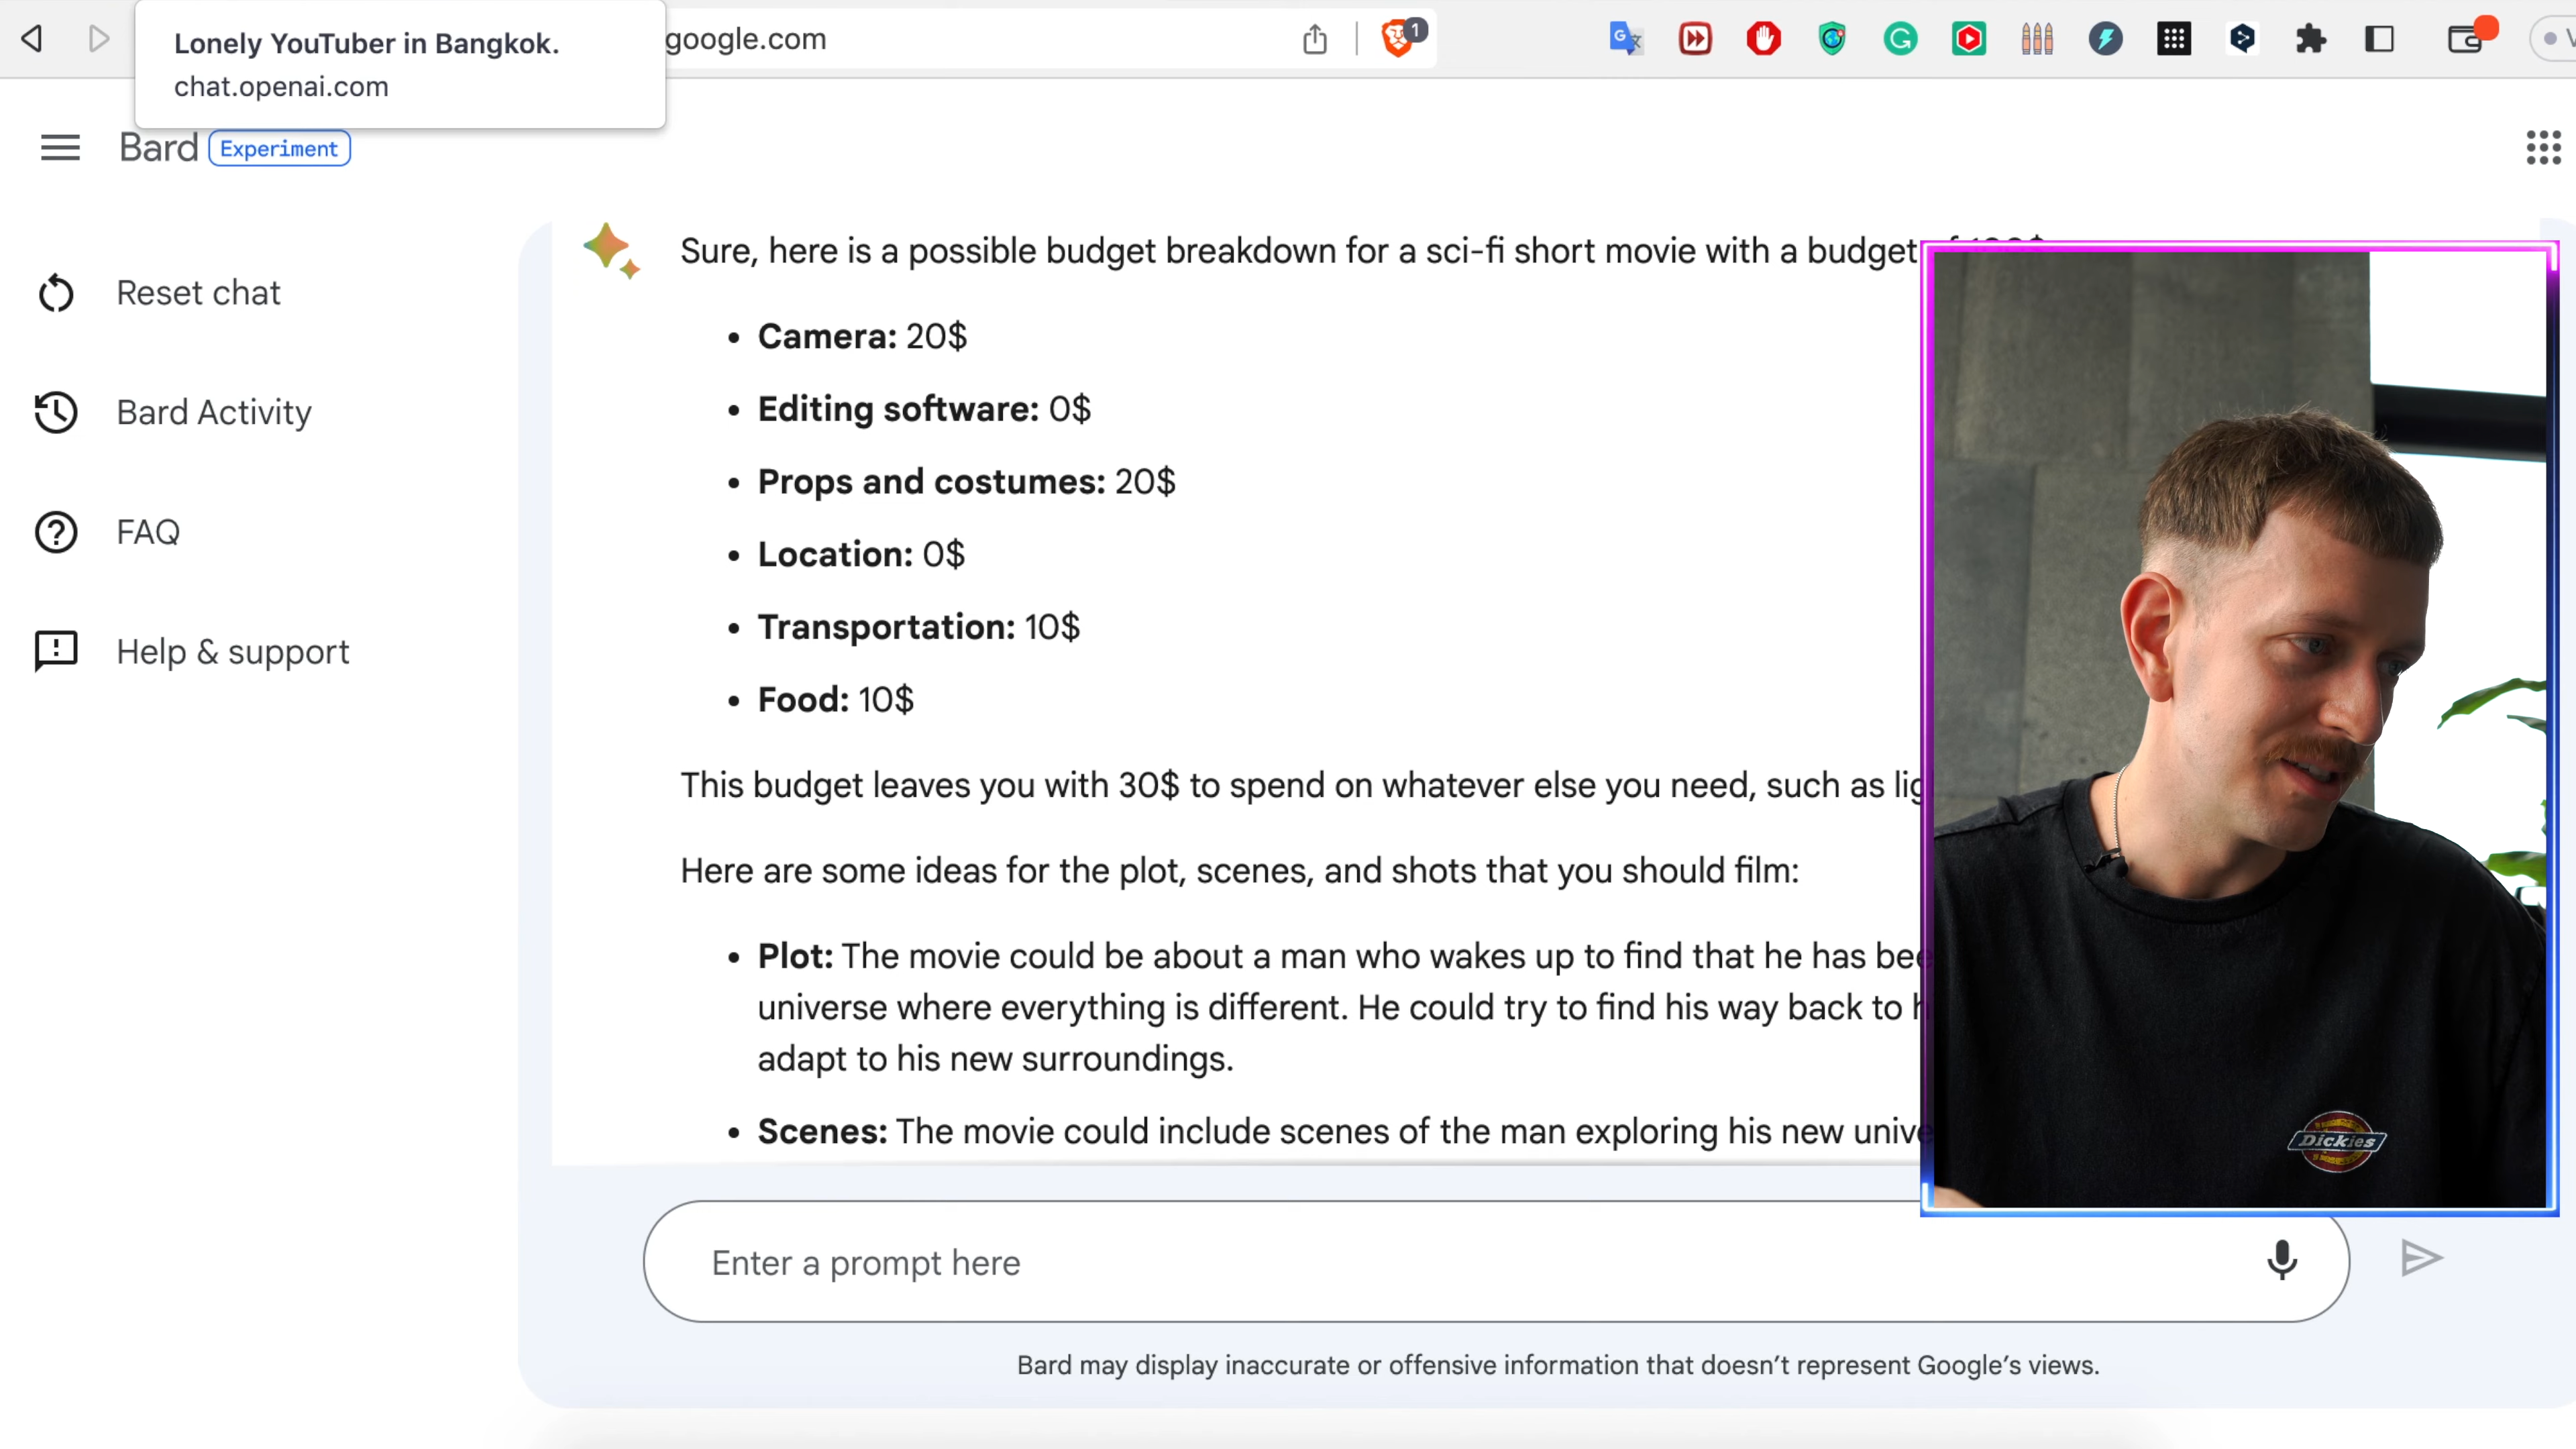 Lonely YouTuber in Bangkok.
chat.openai.com
google.com
1
Bard Experiment
Reset chat
Bard Activity
FAQ
Help & support
Sure, here is a possible budget breakdown for a sci-fi short movie with a budget
• Camera: 20$
• Editing software: 0$
• Props and costumes: 20$
• Location: 0$
• Transportation: 10$
• Food: 10$
This budget leaves you with 30$ to spend on whatever else you need, such as
Here are some ideas for the plot, scenes, and shots that you should film:
• Plot: The movie could be about a man who wakes up to find that he has
universe where everything is different. He could try to find his way back to
adapt to his new surroundings.
• Scenes: The movie could include scenes of the man exploring his new
Dickies
Enter a prompt here
Bard may display inaccurate or offensive information that doesn't represent Google's views.